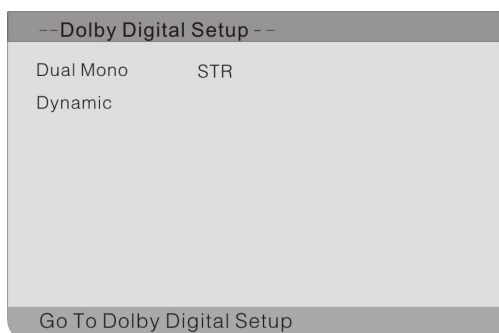 --Dolby Digital Setup--
Dual Mono STR
Dynamic
Go To Dolby Digital Setup